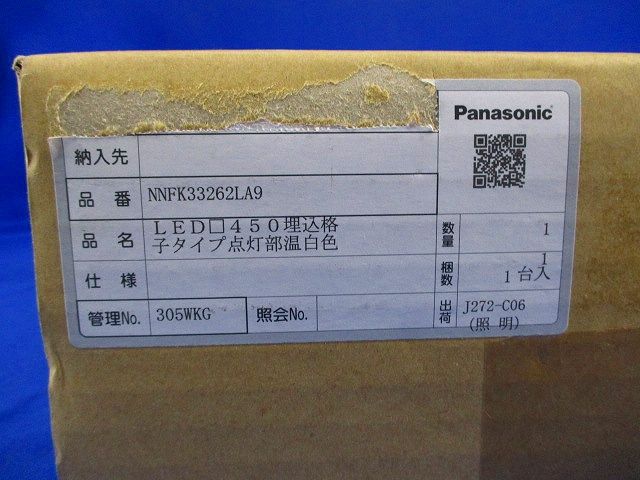 Panasonic
納入先
品番 NNFK33262LA9
品名 LED□450埋込格
子タイプ点灯部温白色
数量 1
仕様
梱数 1
1台入
管理No. 305WKG 照会No.
出荷 J272-C06
(照明)